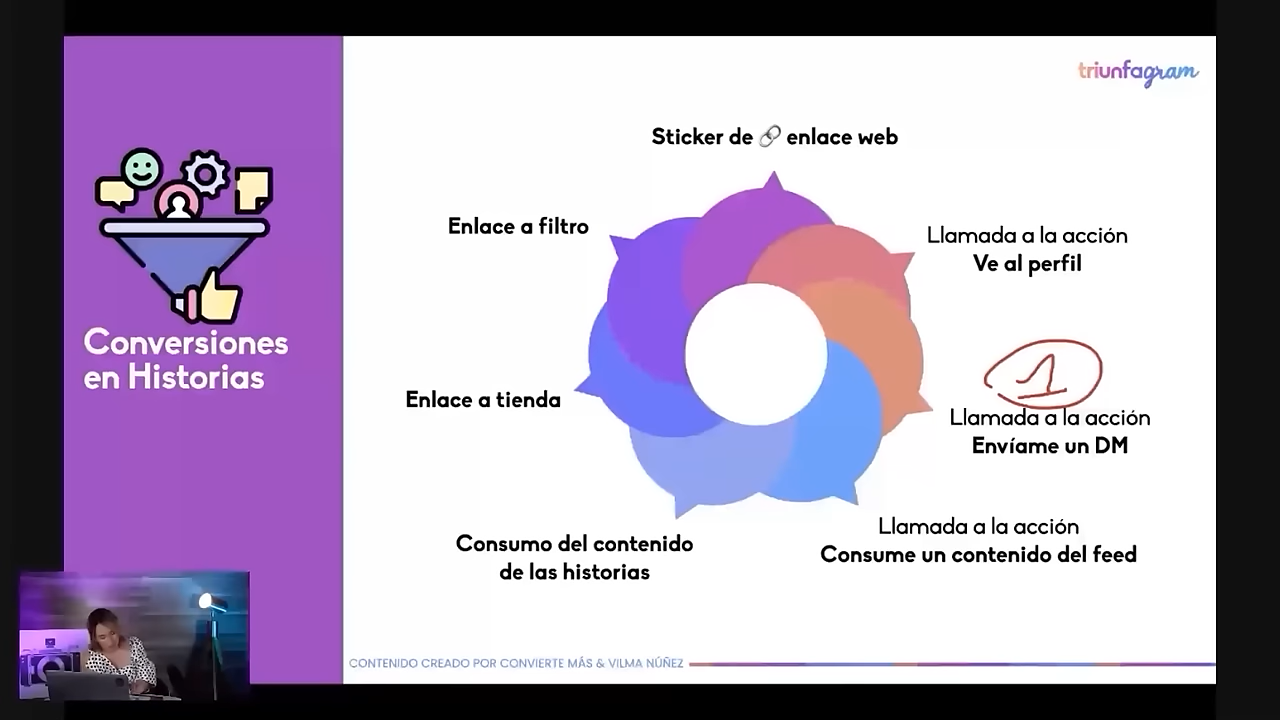 triunfagram
Sticker de 🔗 enlace web
Enlace a filtro
Llamada a la acción
Ve al perfil
Conversiones
en Historias
1
Llamada a la acción
Envíame un DM
Enlace a tienda
Llamada a la acción
Consume un contenido del feed
Consumo del contenido
de las historias
CONTENIDO CREADO POR CONVIERTE MÁS & VILMA NÚÑEZ